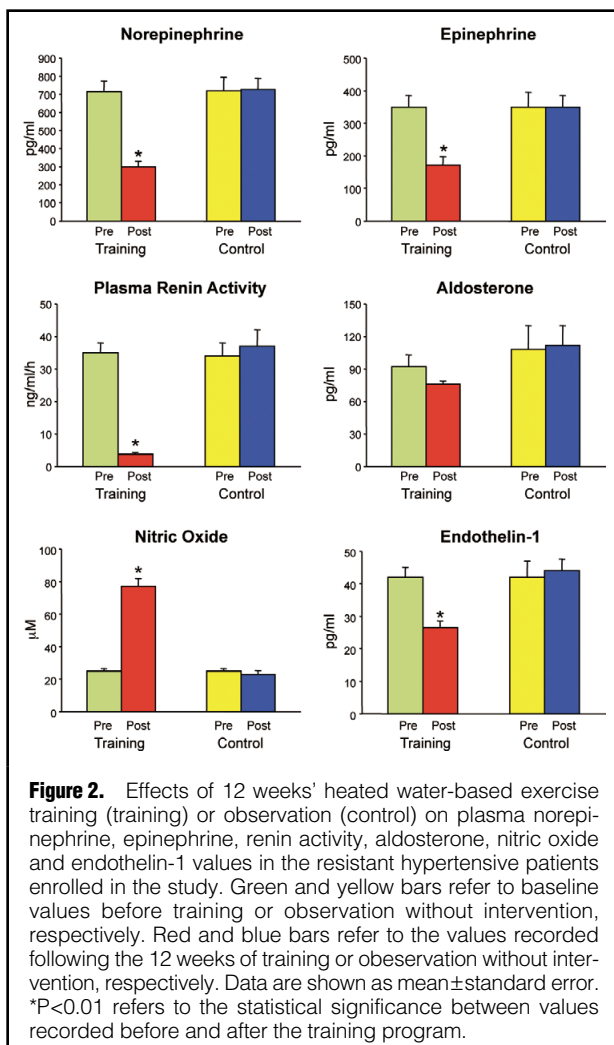 Norepinephrine
900
800
700
600
500
400
300
200
100
0
pg/ml
*
Pre Post Pre Post
Training Control
Epinephrine
500
400
300
200
100
0
pg/ml
*
Pre Post Pre Post
Training Control
Plasma Renin Activity
50
40
30
20
10
0
ng/ml/h
*
Pre Post Pre Post
Training Control
Aldosterone
150
120
90
60
30
0
pg/ml
Pre Post Pre Post
Training Control
Nitric Oxide
100
80
60
40
20
0
μM
*
Pre Post Pre Post
Training Control
Endothelin-1
50
40
30
20
10
0
pg/ml
*
Pre Post Pre Post
Training Control
Figure 2. Effects of 12 weeks' heated water-based exercise
training (training) or observation (control) on plasma norepi-
nephrine, epinephrine, renin activity, aldosterone, nitric oxide
and endothelin-1 values in the resistant hypertensive patients
enrolled in the study. Green and yellow bars refer to baseline
values before training or observation without intervention,
respectively. Red and blue bars refer to the values recorded
following the 12 weeks of training or obeservation without inter-
vention, respectively. Data are shown as mean±standard error.
*P<0.01 refers to the statistical significance between values
recorded before and after the training program.